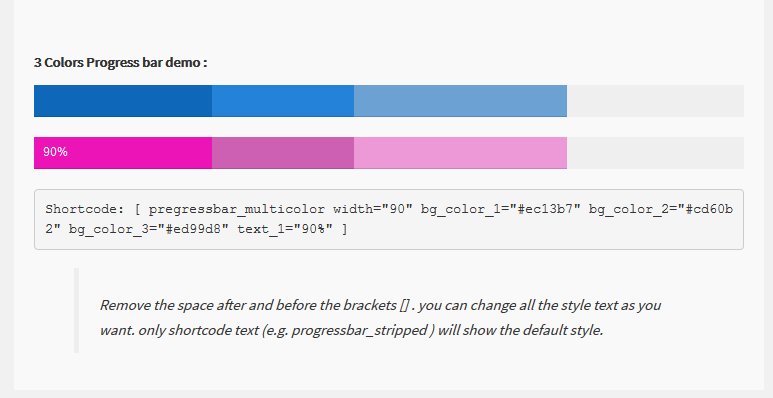 3 Colors Progress bar demo :
90%
Shortcode: [ pregressbar_multicolor width="90" bg_color_1="#ec13b7" bg_color_2="#cd60b
2" bg_color_3="#ed99d8" text_1="90%" ]
Remove the space after and before the brackets [] . you can change all the style text as you
want. only shortcode text (e.g. progressbar_stripped ) will show the default style.